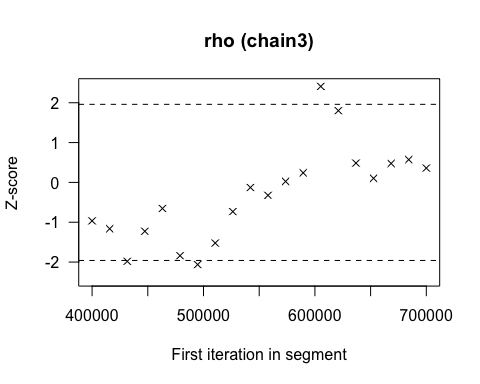 rho (chain3)
Z-score
2
1
0
-1
-2
400000 500000 600000 700000
First iteration in segment